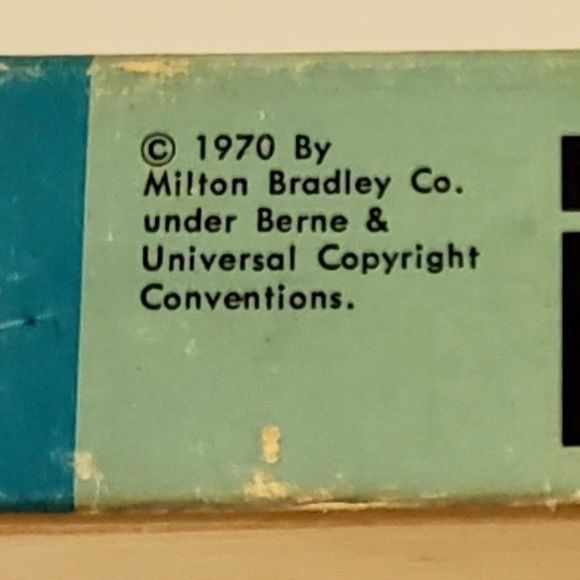 © 1970 By
Milton Bradley Co.
under Berne &
Universal Copyright
Conventions.